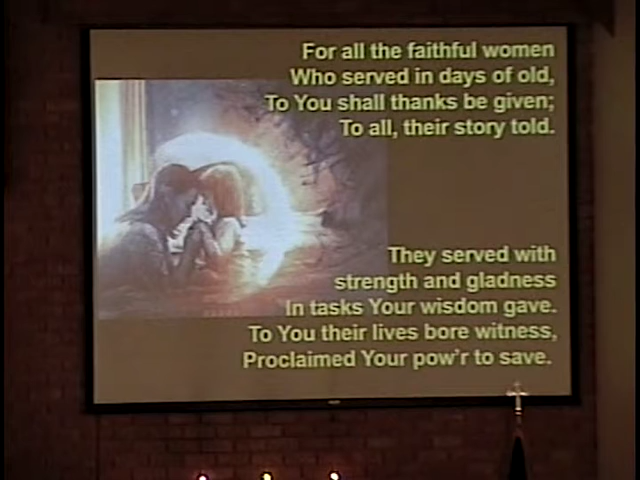 For all the faithful women
Who served in days of old,
To You shall thanks be given;
To all, their story told.
They served with
strength and gladness
In tasks Your wisdom gave.
To You their lives bore witness,
Proclaimed Your pow'r to save.